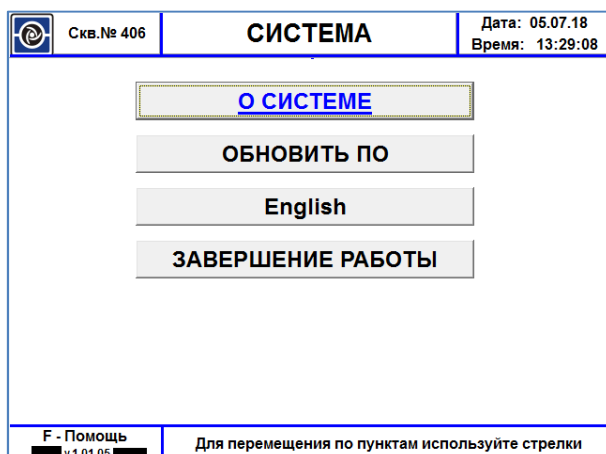 Скв.№ 406
СИСТЕМА
Дата: 05.07.18
Время: 13:29:08
О СИСТЕМЕ
ОБНОВИТЬ ПО
English
ЗАВЕРШЕНИЕ РАБОТЫ
F - Помощь
v.1.01.05
Для перемещения по пунктам используйте стрелки